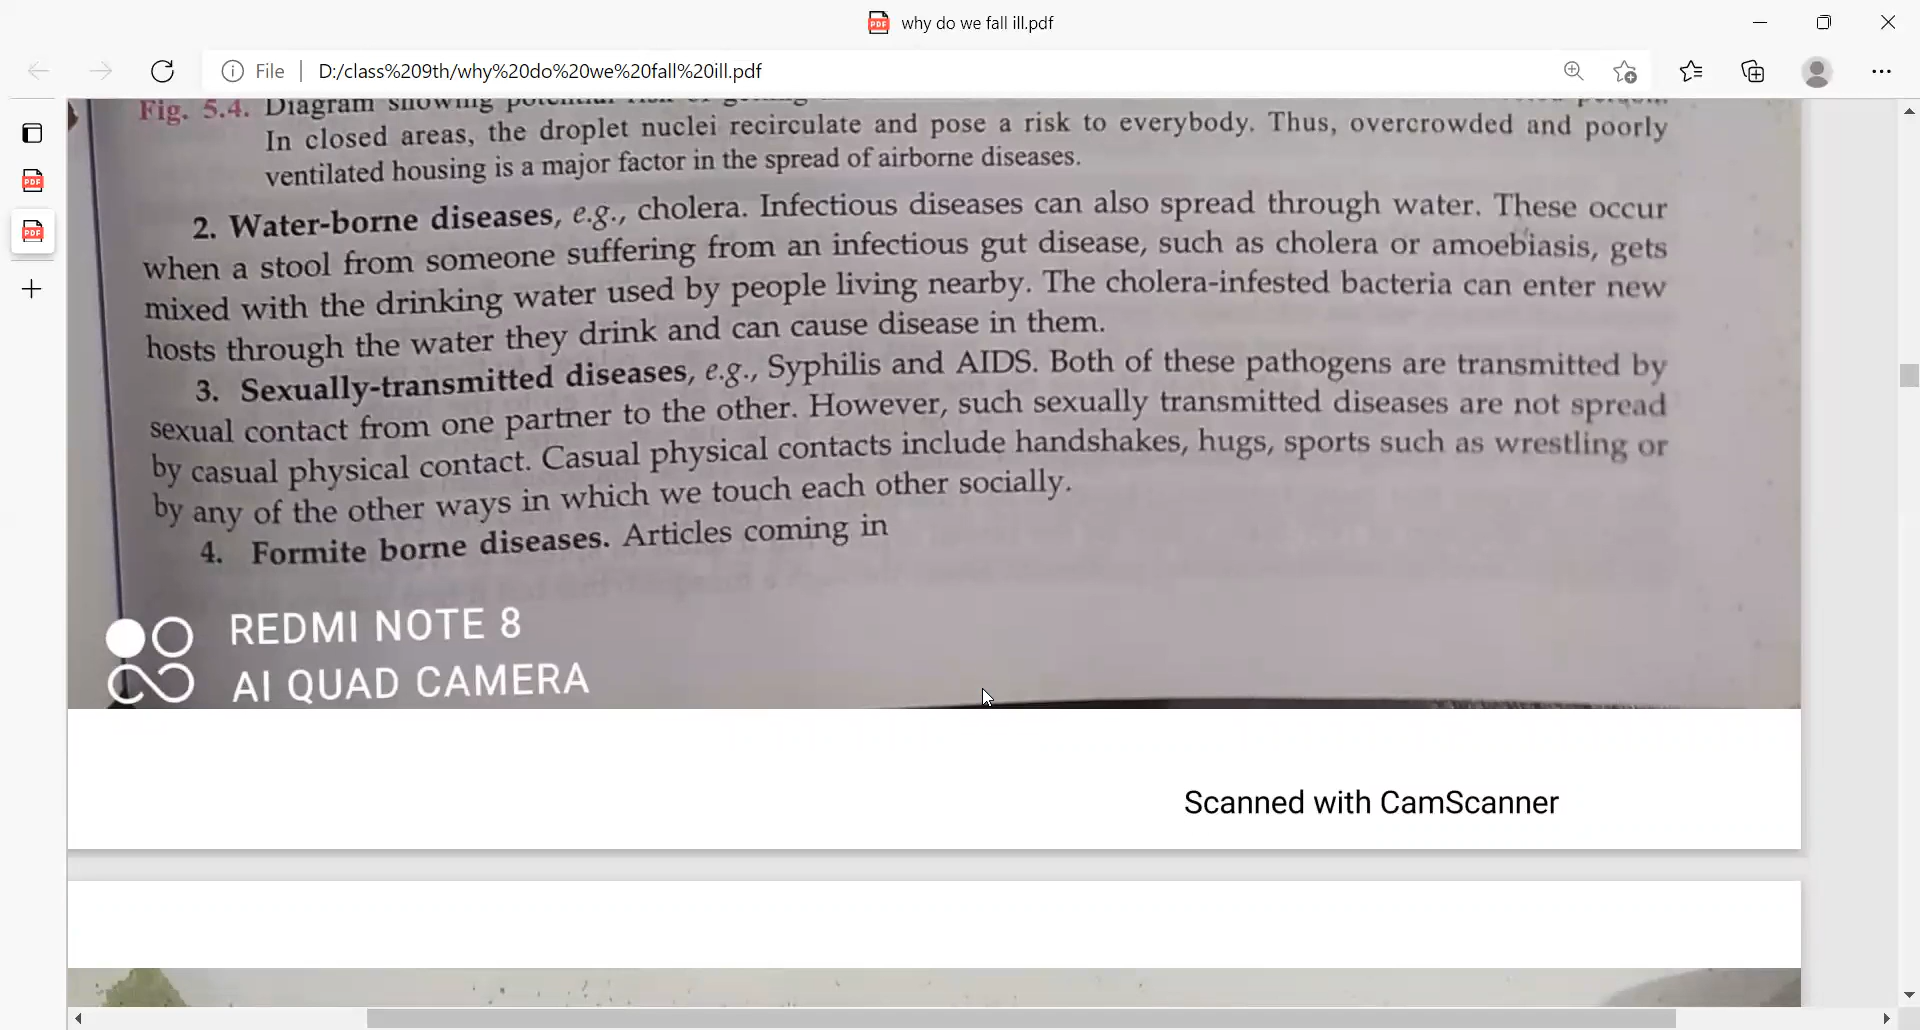 why do we fall ill.pdf
File
D:/class%209th/why%20do%20we%20fall%20ill.pdf
Fig. 5.4. Diagram showing potential risk of getting
In closed areas, the droplet nuclei recirculate and pose a risk to everybody. Thus, overcrowded and poorly
ventilated housing is a major factor in the spread of airborne diseases.
2. Water-borne diseases, e.g., cholera. Infectious diseases can also spread through water. These occur
when a stool from someone suffering from an infectious gut disease, such as cholera or amoebiasis, gets
mixed with the drinking water used by people living nearby. The cholera-infested bacteria can enter new
hosts through the water they drink and can cause disease in them.
3. Sexually-transmitted diseases, e.g., Syphilis and AIDS. Both of these pathogens are transmitted by
sexual contact from one partner to the other. However, such sexually transmitted diseases are not spread
by casual physical contact. Casual physical contacts include handshakes, hugs, sports such as wrestling or
by any of the other ways in which we touch each other socially.
4. Formite borne diseases. Articles coming in
REDMI NOTE 8
AI QUAD CAMERA
Scanned with CamScanner